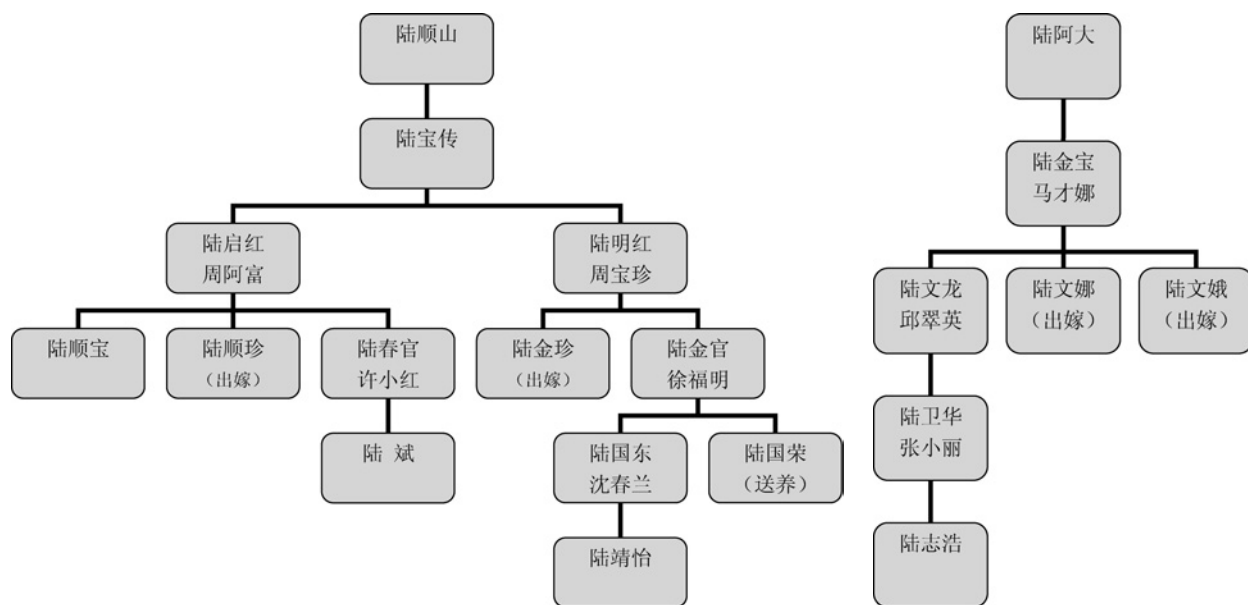 陆顺山
陆宝传
陆启红
周阿富
陆明红
周宝珍
陆顺宝
陆顺珍
（出嫁）
陆春官
许小红
陆金珍
（出嫁）
陆金官
徐福明
陆 斌
陆国东
沈春兰
陆国荣
（送养）
陆靖怡
陆阿大
陆金宝
马才娜
陆文龙
邱翠英
陆文娜
（出嫁）
陆文娥
（出嫁）
陆卫华
张小丽
陆志浩